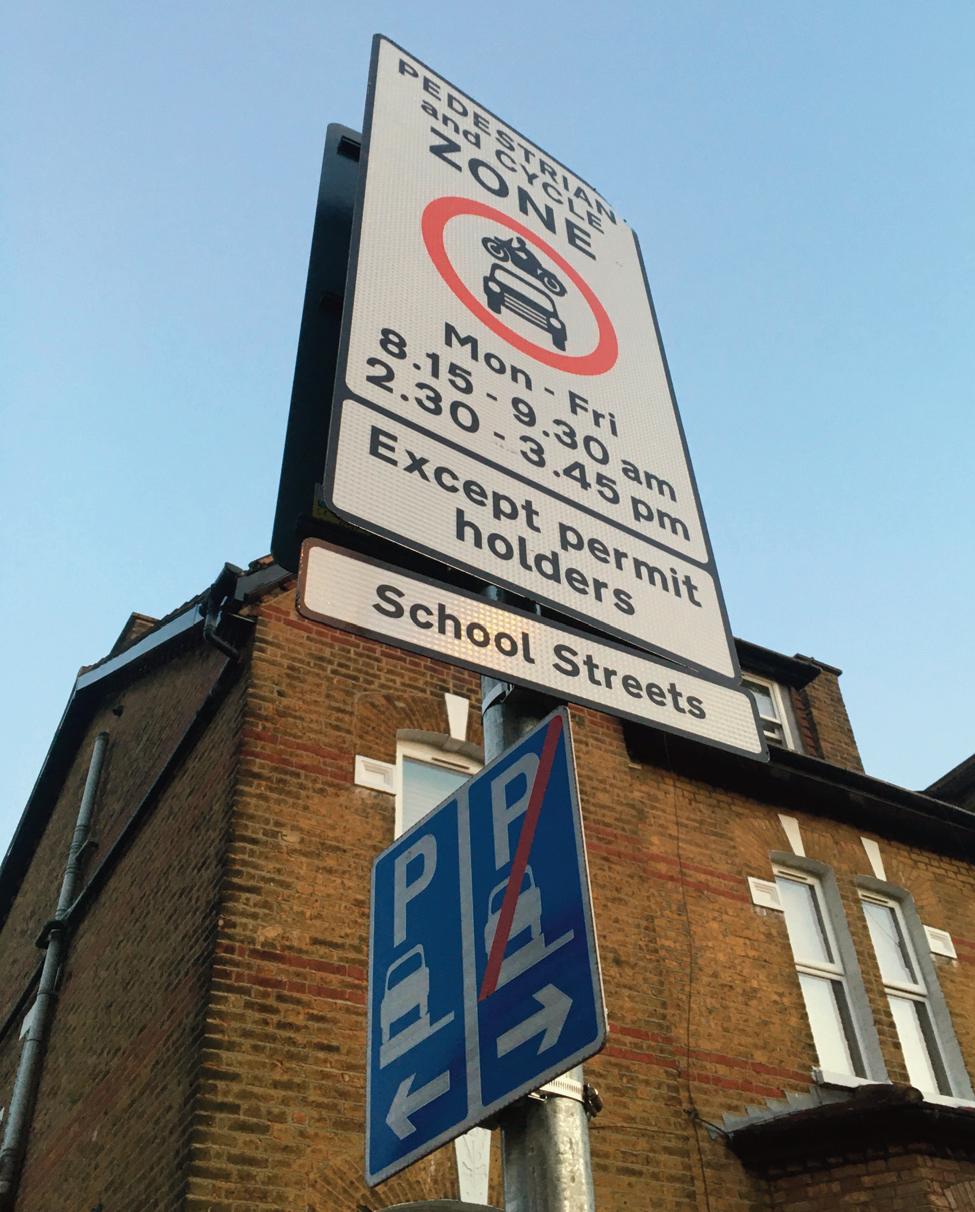 PEDESTRIAN
and CYCLE
ZONE
Mon - Fri
8.15 - 9.30 am
2.30 - 3.45 pm
Except permit
holders
School Streets
P P